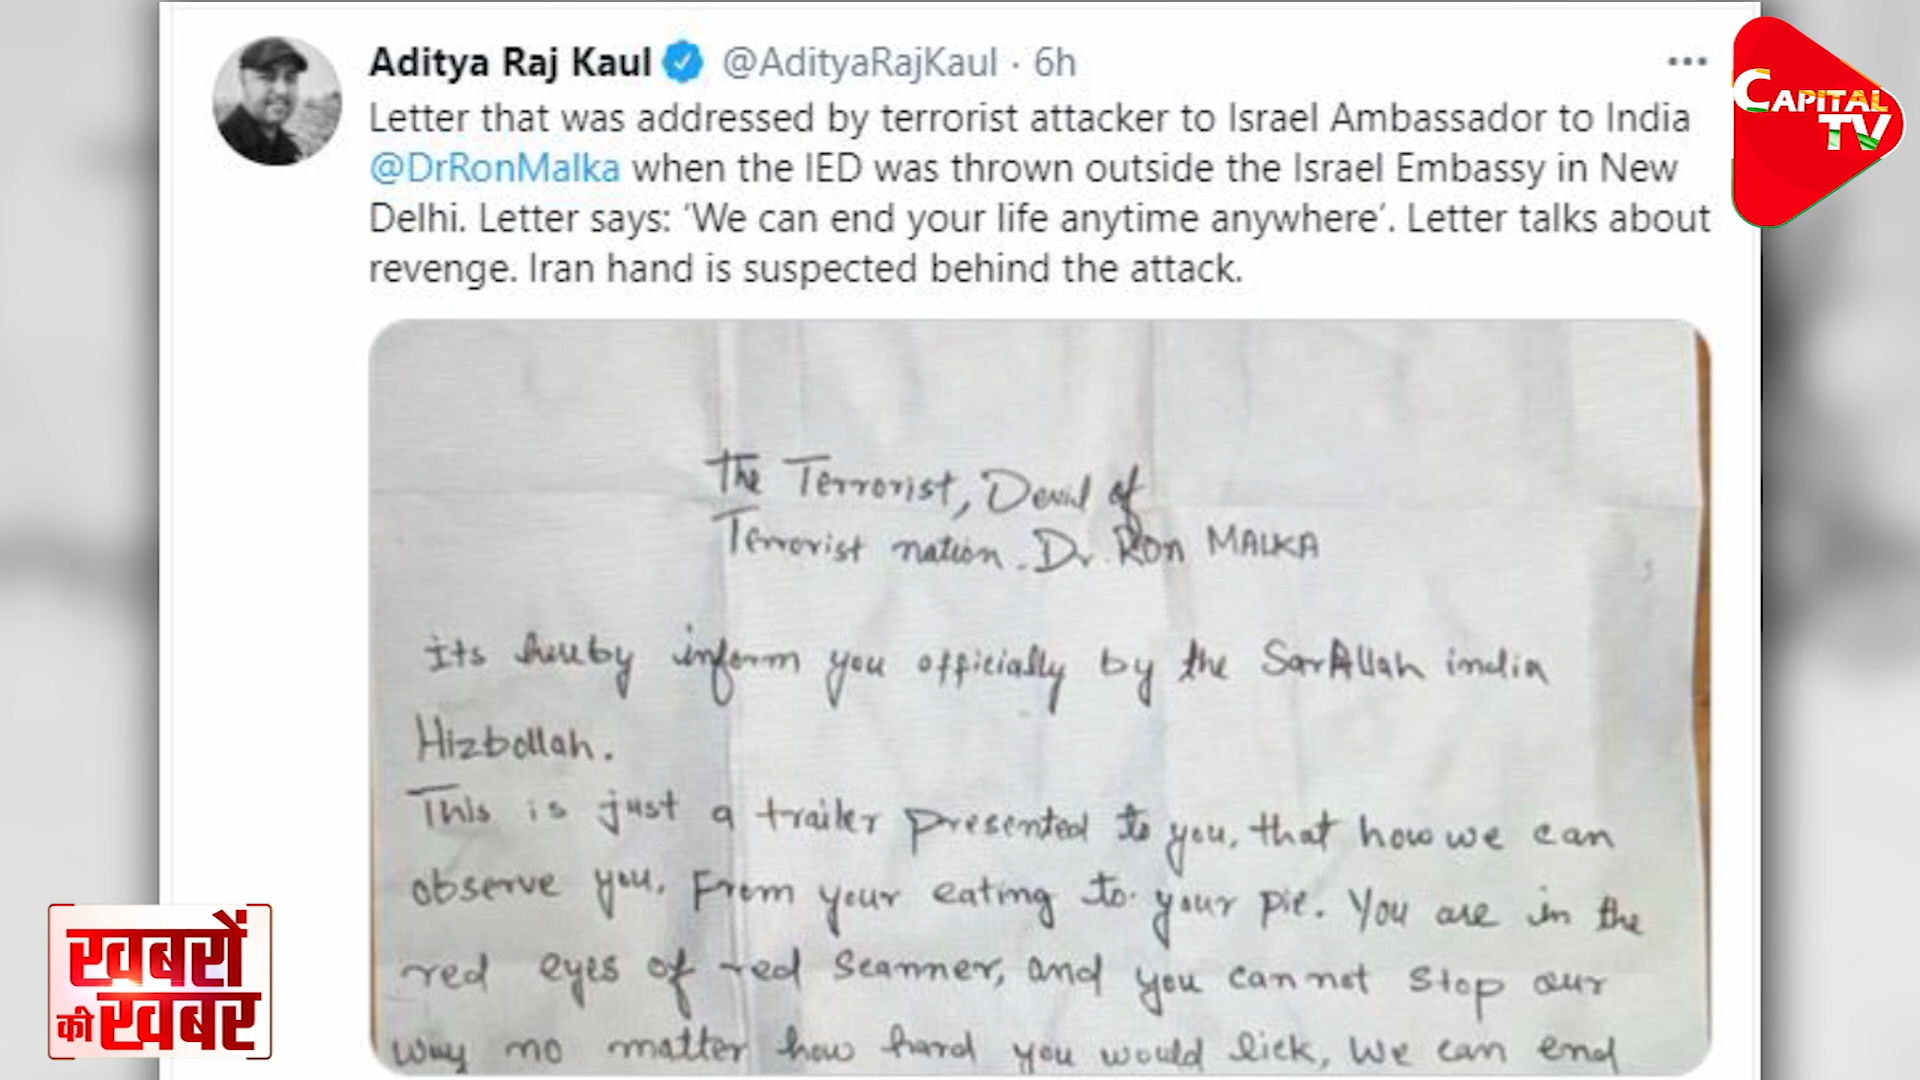 Aditya Raj Kaul @AdityaRajKaul · 6h
Letter that was addressed by terrorist attacker to Israel Ambassador to India
@DrRonMalka when the IED was thrown outside the Israel Embassy in New
Delhi. Letter says: ‘We can end your life anytime anywhere’. Letter talks about
revenge. Iran hand is suspected behind the attack.
CAPITAL
TV
The Terrorist, Devil of
Terrorist nation. Dr. Ron MALKA
its hereby inform you officially by the SarAllah india
Hizbollah.
This is just a trailer presented to you, that how we can
observe you, From your eating to your pie. You are in the
red eyes of red Scanner, and you can not stop our
way no matter how hard you would lick, We can end
खबरों
की खबर